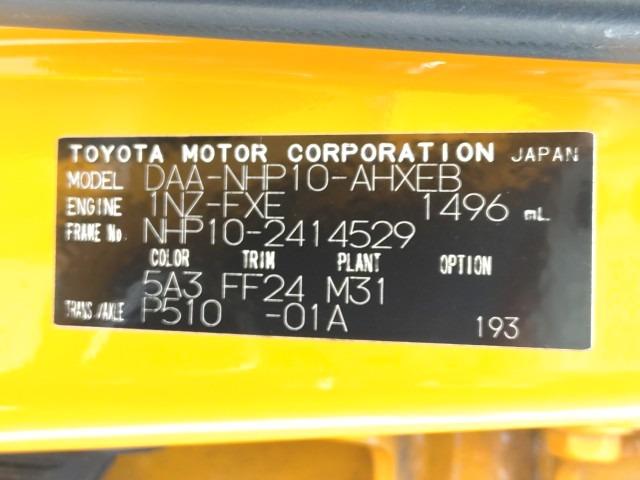 TOYOTA MOTOR CORPORATION JAPAN
MODEL DAA-NHP10-AHXEB
ENGINE 1NZ-FXE 1496 mL
FRAME No. NHP10-2414529
COLOR TRIM PLANT OPTION
5A3 FF24 M31
TRANS./AXLE P510 -01A 193